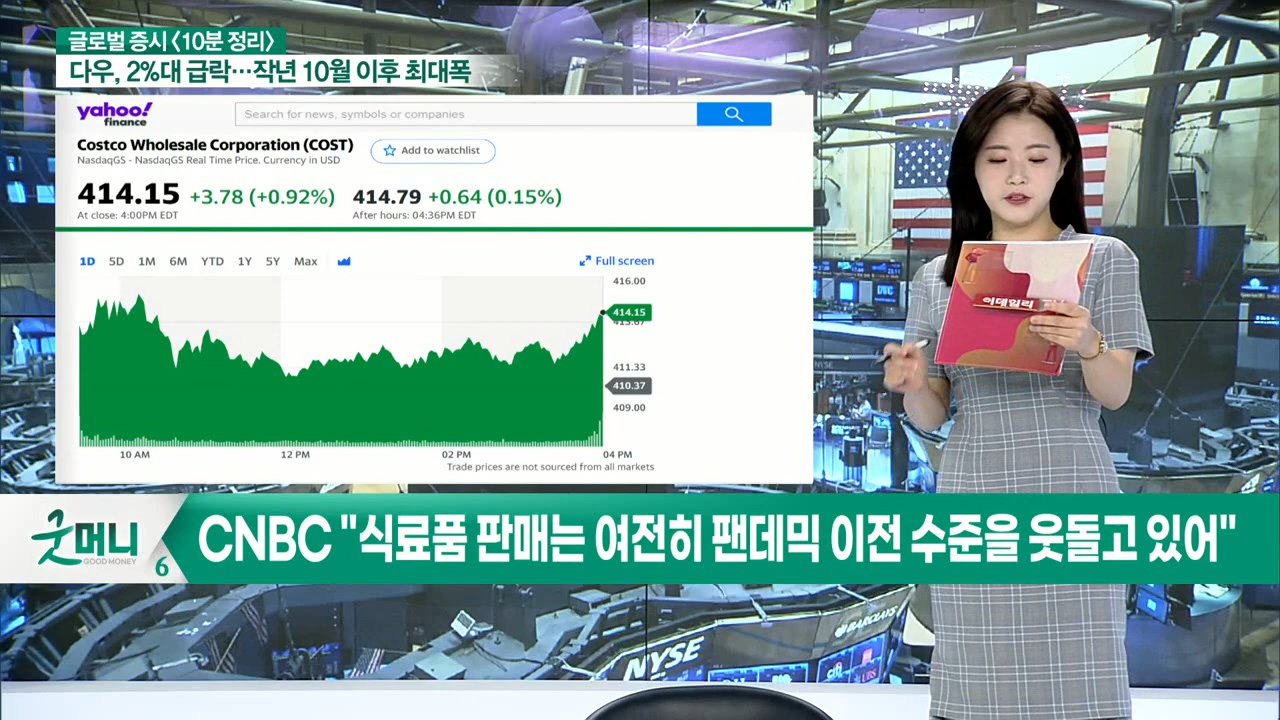 글로벌 증시 <10분 정리>
다우, 2%대 급락…작년 10월 이후 최대폭
yahoo!
finance
Search for news, symbols or companies
Costco Wholesale Corporation (COST)
Add to watchlist
NasdaqGS - NasdaqGS Real Time Price. Currency in USD
414.15 +3.78 (+0.92%) 414.79 +0.64 (0.15%)
At close: 4:00PM EDT After hours: 04:36PM EDT
1D 5D 1M 6M YTD 1Y 5Y Max
Full screen
416.00
414.15
413.67
411.33
410.37
409.00
10 AM 12 PM 02 PM 04 PM
Trade prices are not sourced from all markets
이데일리
굿머니
GOOD MONEY
6
CNBC "식료품 판매는 여전히 팬데믹 이전 수준을 웃돌고 있어"
NYSE
BARCLAYS
citi
UBS